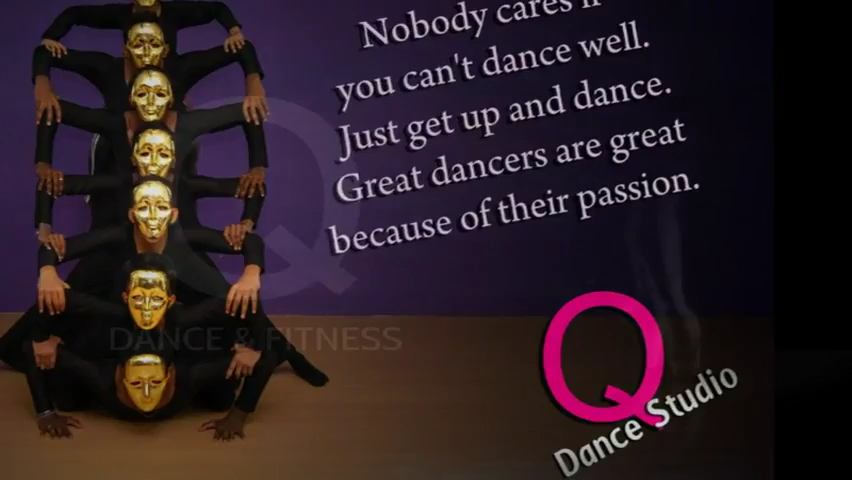 Nobody cares if
you can't dance well.
Just get up and dance.
Great dancers are great
because of their passion.
Q
DANCE & FITNESS
Q
Dance Studio